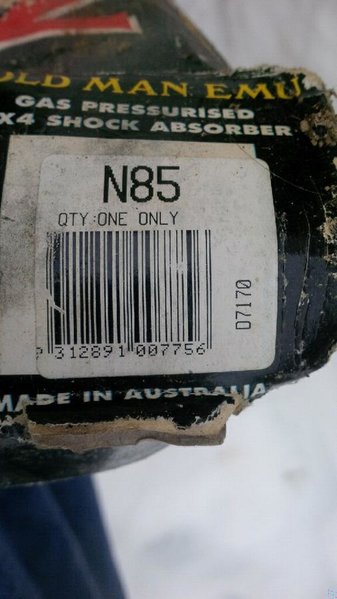 OLD MAN EMU
GAS PRESSURISED
X4 SHOCK ABSORBER
N85
QTY:ONE ONLY
312891 007756
D7170
MADE IN AUSTRALIA